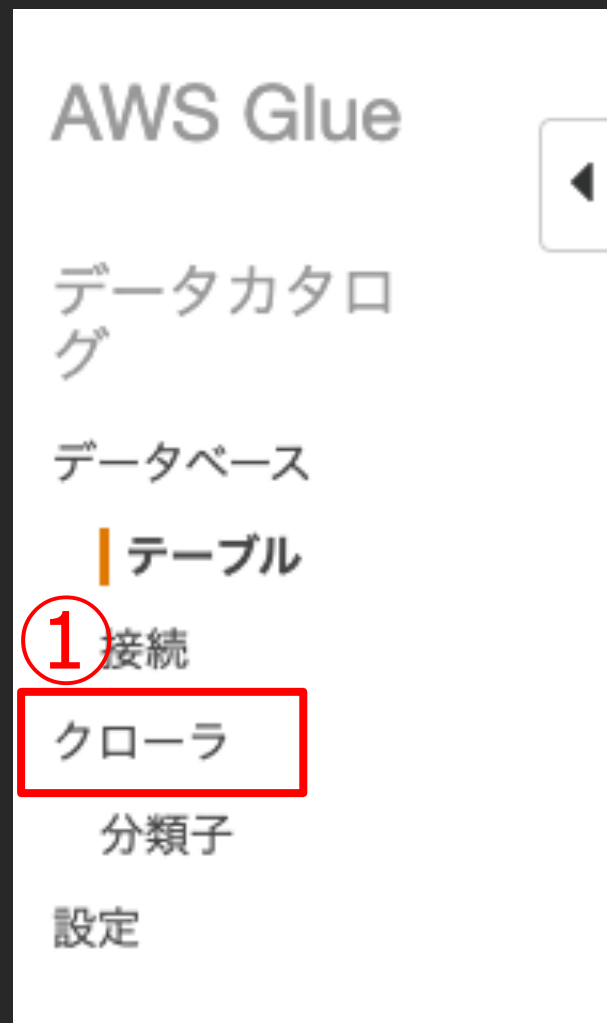 AWS Glue
データカタロ
グ
データベース
テーブル
①
接続
クローラ
分類子
設定